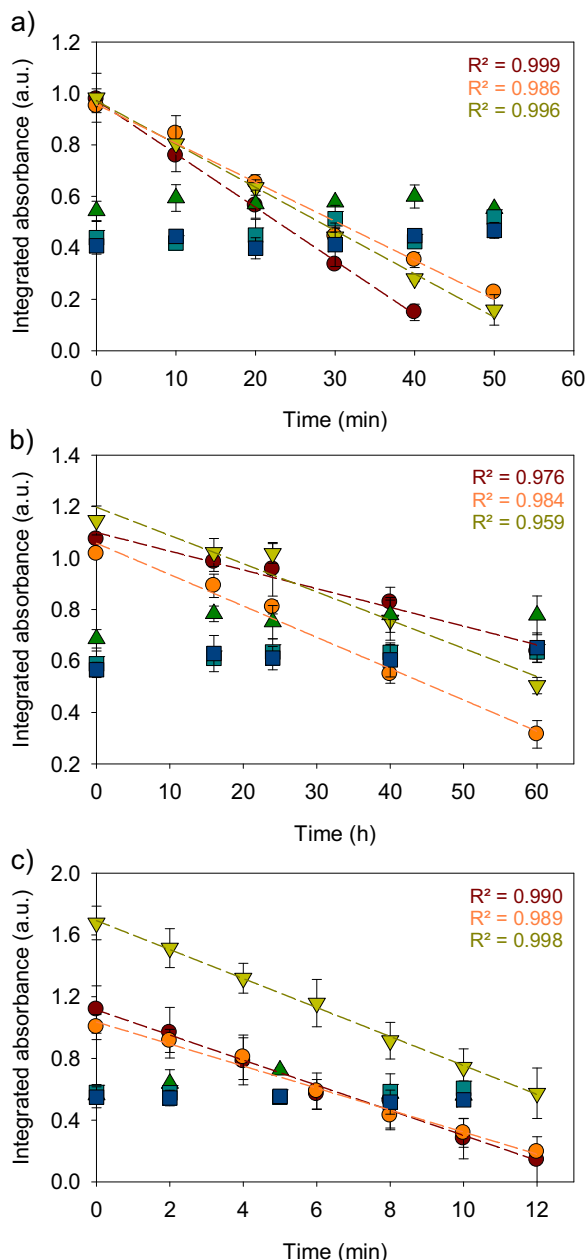 a)
1.2
1.0
0.8
0.6
0.4
0.2
0.0
Integrated absorbance (a.u.)
R² = 0.999
R² = 0.986
R² = 0.996
0 10 20 30 40 50 60
Time (min)
b)
1.4
1.2
1.0
0.8
0.6
0.4
0.2
Integrated absorbance (a.u.)
R² = 0.976
R² = 0.984
R² = 0.959
0 10 20 30 40 50 60
Time (h)
c)
2.0
1.6
1.2
0.8
0.4
0.0
Integrated absorbance (a.u.)
R² = 0.990
R² = 0.989
R² = 0.998
0 2 4 6 8 10 12
Time (min)